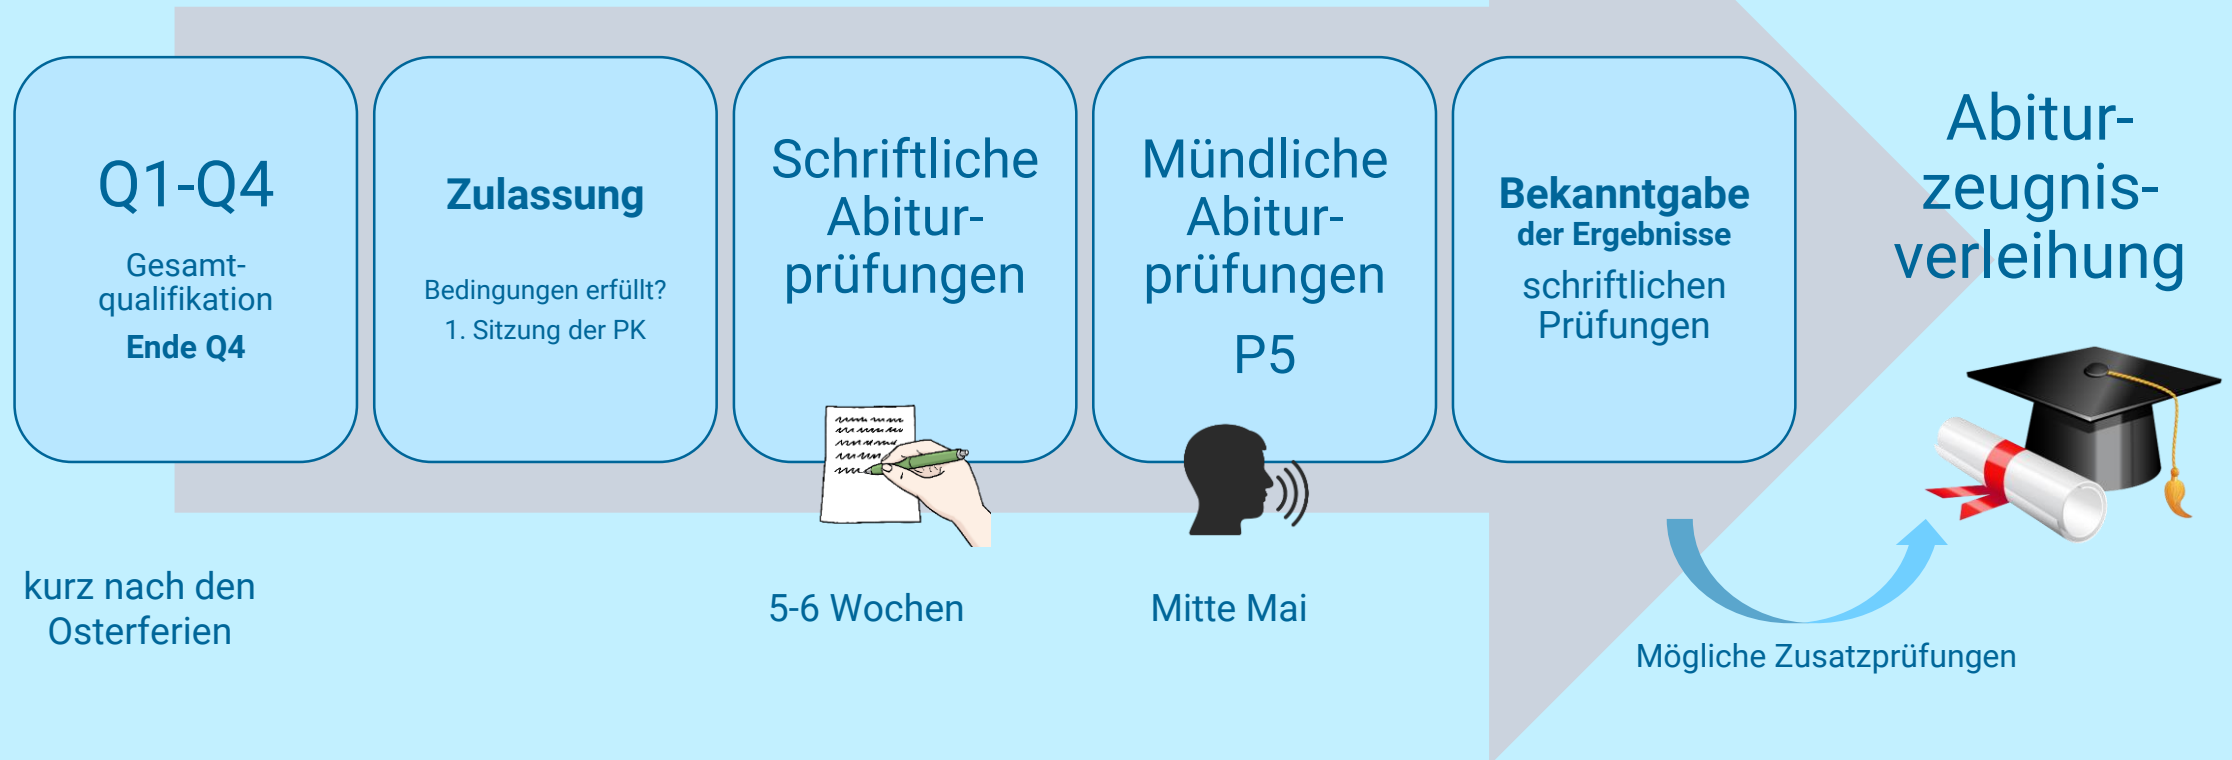 Q1-Q4
Gesamt-
qualifikation
Ende Q4
Zulassung
Bedingungen erfüllt?
1. Sitzung der PK
Schriftliche
Abitur-
prüfungen
Mündliche
Abitur-
prüfungen
P5
Bekanntgabe
der Ergebnisse
schriftlichen
Prüfungen
Abitur-
zeugnis-
verleihung
kurz nach den
Osterferien
5-6 Wochen
Mitte Mai
Mögliche Zusatzprüfungen